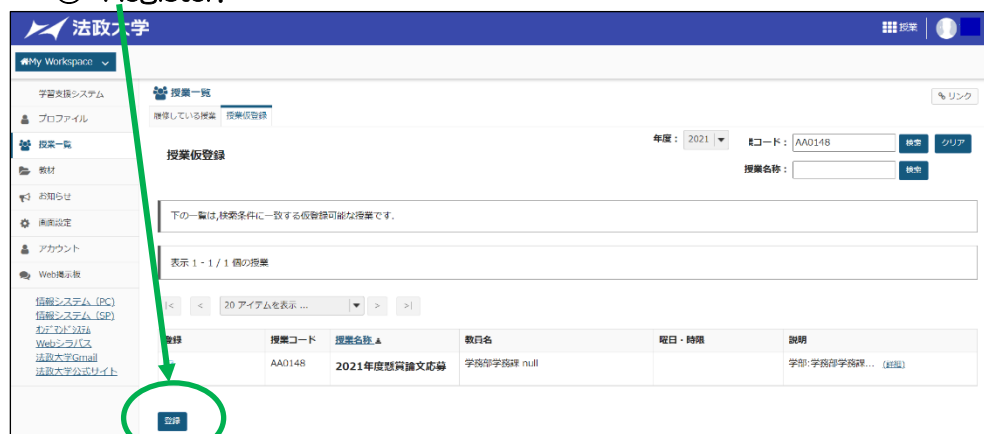 Register.
法政大学
授業
My Workspace
学習支援システム
授業一覧
リンク
プロファイル
履修している授業 授業仮登録
授業一覧
授業仮登録
年度： 2021
コード： AA0148 検索 クリア
教材
授業名称： 検索
お知らせ
下の一覧は,検索条件に一致する仮登録可能な授業です.
画面設定
アカウント
表示 1 - 1 / 1 個の授業
Web掲示板
情報システム（PC）
|< < 20 アイテムを表示 ... > >|
情報システム（SP）
オンデマンドシステム
Webシラバス
法政大学Gmail
法政大学公式サイト
登録 授業コード 授業名称 教員名 曜日・時限 説明
AA0148 2021年度懸賞論文応募 学務部学務課 null 学部:学務部学務課... (詳細)
登録